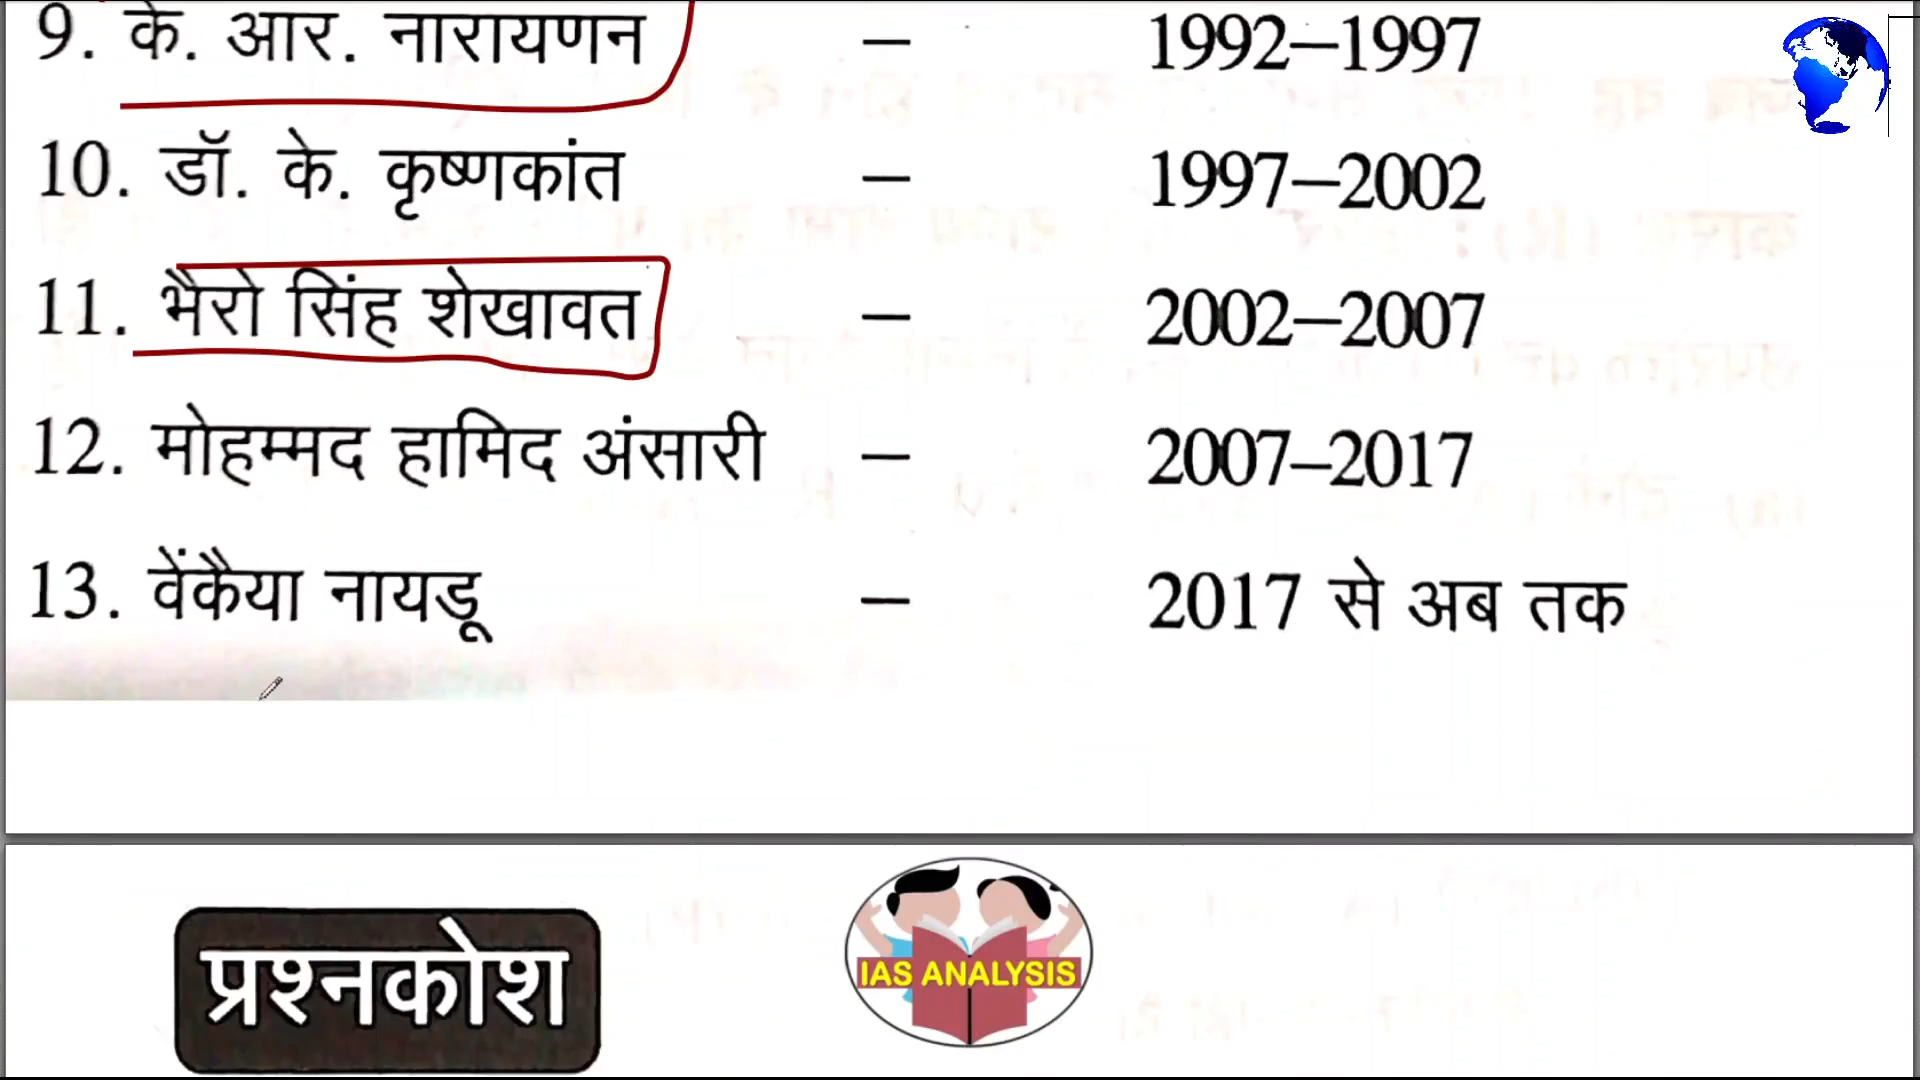 9. के. आर. नारायणन – 1992–1997
10. डॉ. के. कृष्णकांत – 1997–2002
11. भैरो सिंह शेखावत – 2002–2007
12. मोहम्मद हामिद अंसारी – 2007–2017
13. वेंकैया नायडू – 2017 से अब तक
प्रश्नकोश
IAS ANALYSIS